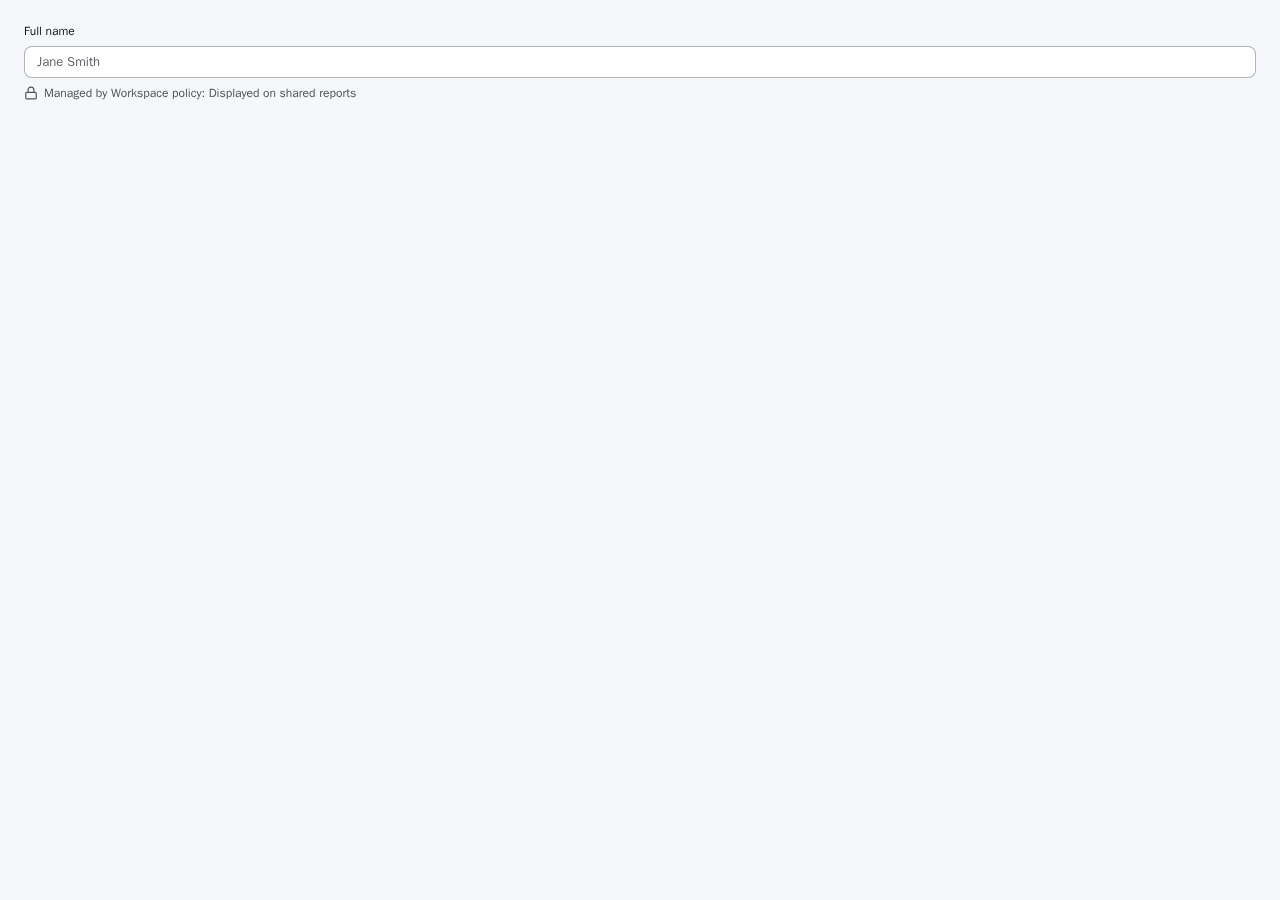 Full name
Jane Smith
Managed by Workspace policy: Displayed on shared reports